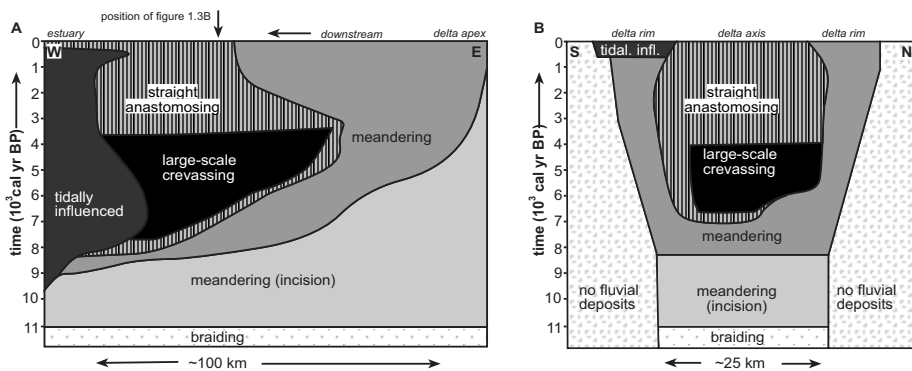 position of figure 1.3B
A
estuary
downstream
delta apex
W
E
0
1
2
3
4
5
6
7
8
9
10
11
time (10³ cal yr BP)
straight
anastomosing
meandering
large-scale
crevassing
tidally
influenced
meandering (incision)
braiding
~100 km
B
delta rim
delta axis
delta rim
S
tidal. infl.
N
0
1
2
3
4
5
6
7
8
9
10
11
time (10³ cal yr BP)
straight
anastomosing
large-scale
crevassing
meandering
no fluvial
deposits
meandering
(incision)
no fluvial
deposits
braiding
~25 km